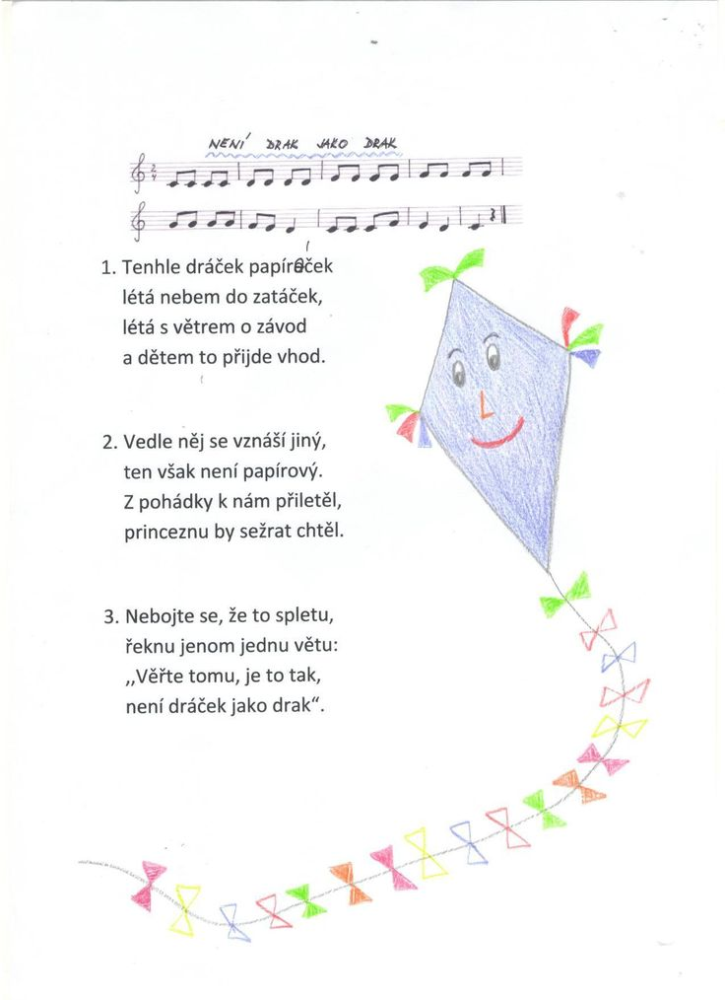 NENÍ DRAK JAKO DRAK
1. Tenhle dráček papíráček
létá nebem do zatáček,
létá s větrem o závod
a dětem to přijde vhod.
2. Vedle něj se vznáší jiný,
ten však není papírový.
Z pohádky k nám přiletěl,
princeznu by sežrat chtěl.
3. Nebojte se, že to spletu,
řeknu jenom jednu větu:
,,Věřte tomu, je to tak,
není dráček jako drak“.